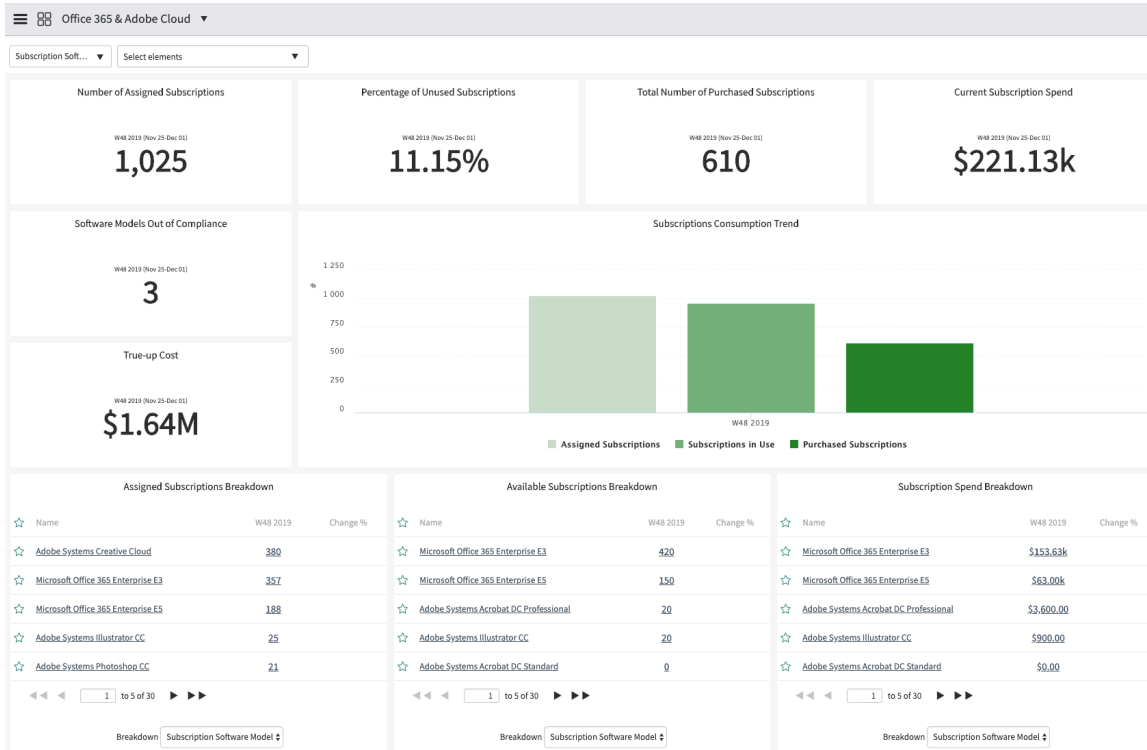 Office 365 & Adobe Cloud
Subscription Soft...
Select elements
Number of Assigned Subscriptions
W48 2019 (Nov 25-Dec 01)
1,025
Percentage of Unused Subscriptions
W48 2019 (Nov 25-Dec 01)
11.15%
Total Number of Purchased Subscriptions
W48 2019 (Nov 25-Dec 01)
610
Current Subscription Spend
W48 2019 (Nov 25-Dec 01)
$221.13k
Software Models Out of Compliance
W48 2019 (Nov 25-Dec 01)
3
True-up Cost
W48 2019 (Nov 25-Dec 01)
$1.64M
Subscriptions Consumption Trend
%
1 250
1 000
750
500
250
0
W48 2019
Assigned Subscriptions Subscriptions in Use Purchased Subscriptions
Assigned Subscriptions Breakdown
Name W48 2019 Change %
Adobe Systems Creative Cloud 380
Microsoft Office 365 Enterprise E3 357
Microsoft Office 365 Enterprise E5 188
Adobe Systems Illustrator CC 25
Adobe Systems Photoshop CC 21
1 to 5 of 30
Breakdown Subscription Software Model
Available Subscriptions Breakdown
Name W48 2019 Change %
Microsoft Office 365 Enterprise E3 420
Microsoft Office 365 Enterprise E5 150
Adobe Systems Acrobat DC Professional 20
Adobe Systems Illustrator CC 20
Adobe Systems Acrobat DC Standard 0
1 to 5 of 30
Breakdown Subscription Software Model
Subscription Spend Breakdown
Name W48 2019 Change %
Microsoft Office 365 Enterprise E3 $153.63k
Microsoft Office 365 Enterprise E5 $63.00k
Adobe Systems Acrobat DC Professional $3,600.00
Adobe Systems Illustrator CC $900.00
Adobe Systems Acrobat DC Standard $0.00
1 to 5 of 30
Breakdown Subscription Software Model